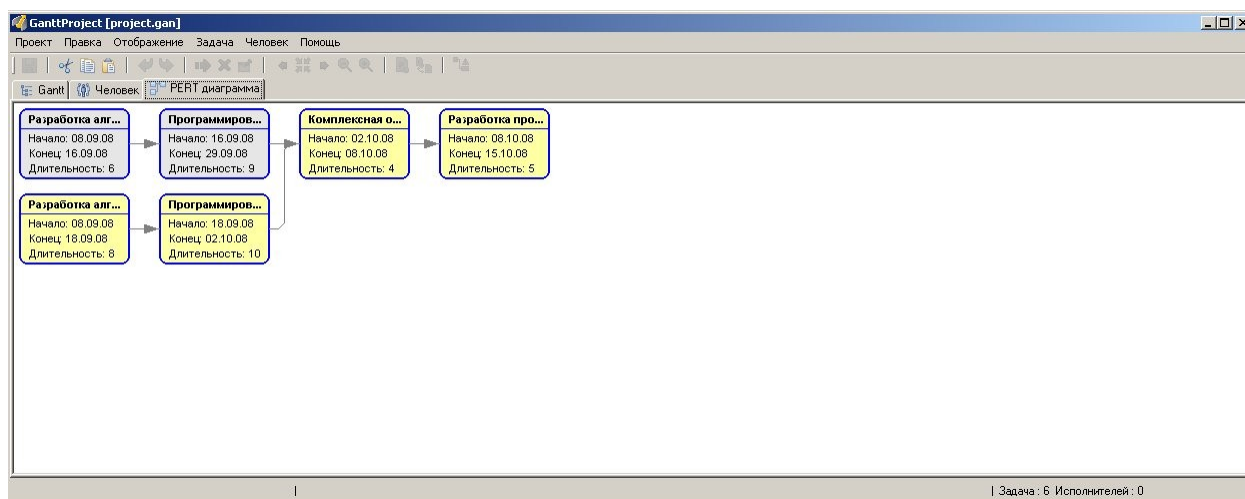 GanttProject [project.gan]
Проект Правка Отображение Задача Человек Помощь
Gantt Человек PERT диаграмма
Разработка алг...
Начало: 08.09.08
Конец: 16.09.08
Длительность: 6
Программиров...
Начало: 16.09.08
Конец: 29.09.08
Длительность: 9
Комплексная о...
Начало: 02.10.08
Конец: 08.10.08
Длительность: 4
Разработка про...
Начало: 08.10.08
Конец: 15.10.08
Длительность: 5
Разработка алг...
Начало: 08.09.08
Конец: 18.09.08
Длительность: 8
Программиров...
Начало: 18.09.08
Конец: 02.10.08
Длительность: 10
Задача : 6 Исполнителей : 0